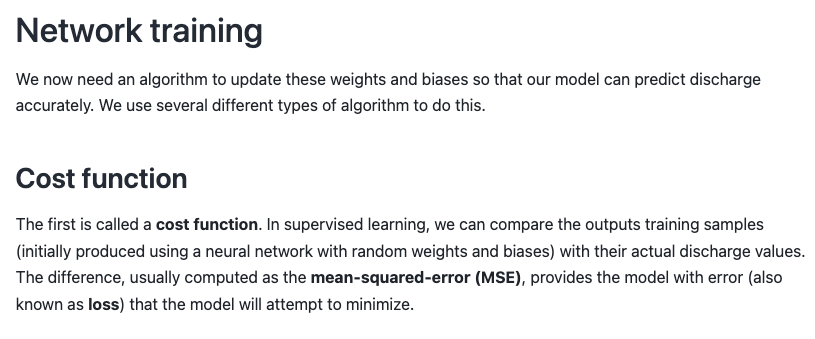 Network training
We now need an algorithm to update these weights and biases so that our model can predict discharge
accurately. We use several different types of algorithm to do this.
Cost function
The first is called a cost function. In supervised learning, we can compare the outputs training samples
(initially produced using a neural network with random weights and biases) with their actual discharge values.
The difference, usually computed as the mean-squared-error (MSE), provides the model with error (also
known as loss) that the model will attempt to minimize.